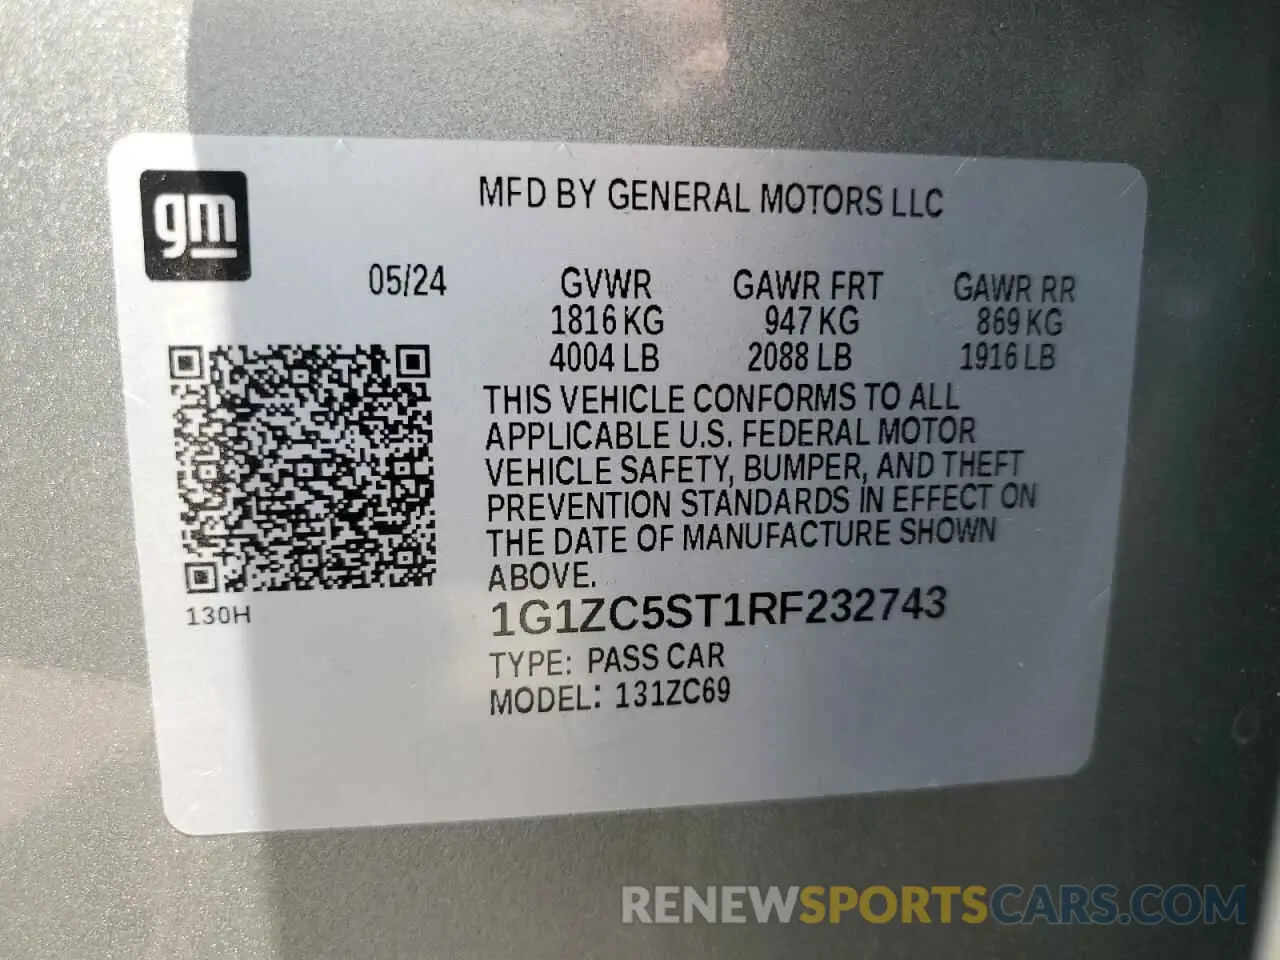 gm
MFD BY GENERAL MOTORS LLC
05/24 GVWR GAWR FRT GAWR RR
1816 KG 947 KG 869 KG
4004 LB 2088 LB 1916 LB
THIS VEHICLE CONFORMS TO ALL
APPLICABLE U.S. FEDERAL MOTOR
VEHICLE SAFETY, BUMPER, AND THEFT
PREVENTION STANDARDS IN EFFECT ON
THE DATE OF MANUFACTURE SHOWN
ABOVE.
130H
1G1ZC5ST1RF232743
TYPE: PASS CAR
MODEL: 131ZC69
RENEWSPORTSCARS.COM